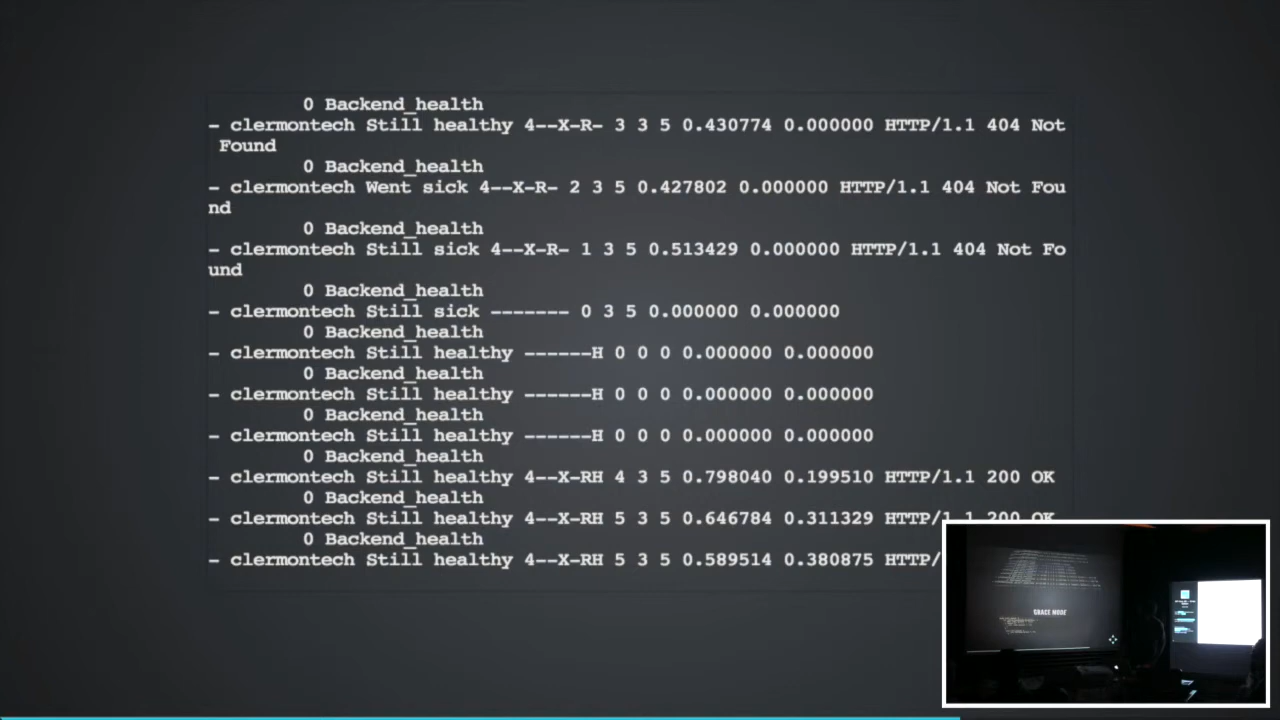 0 Backend_health
- clermontech Still healthy 4--X-R- 3 3 5 0.430774 0.000000 HTTP/1.1 404 Not
Found
0 Backend_health
- clermontech Went sick 4--X-R- 2 3 5 0.427802 0.000000 HTTP/1.1 404 Not Fou
nd
0 Backend_health
- clermontech Still sick 4--X-R- 1 3 5 0.513429 0.000000 HTTP/1.1 404 Not Fo
und
0 Backend_health
- clermontech Still sick ------- 0 3 5 0.000000 0.000000
0 Backend_health
- clermontech Still healthy ------H 0 0 0 0.000000 0.000000
0 Backend_health
- clermontech Still healthy ------H 0 0 0 0.000000 0.000000
0 Backend_health
- clermontech Still healthy ------H 0 0 0 0.000000 0.000000
0 Backend_health
- clermontech Still healthy 4--X-RH 4 3 5 0.798040 0.199510 HTTP/1.1 200 OK
0 Backend_health
- clermontech Still healthy 4--X-RH 5 3 5 0.646784 0.311329 HTTP/1.1 200 OK
0 Backend_health
- clermontech Still healthy 4--X-RH 5 3 5 0.589514 0.380875 HTTP/
GRACE MODE